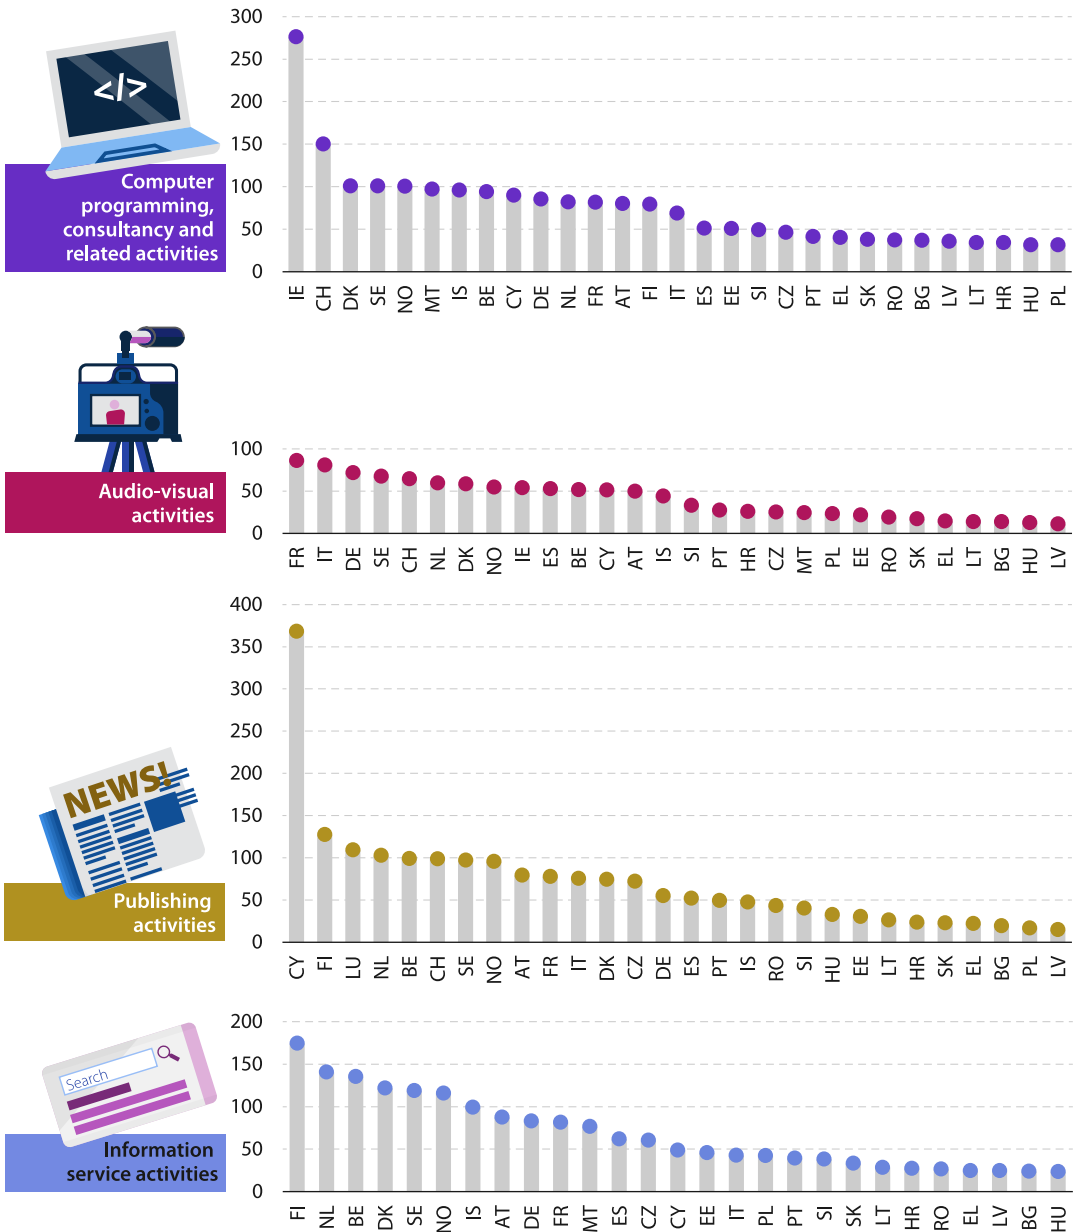 300
250
200
150
100
50
0
</>
Computer
programming,
consultancy and
related activities
IE CH DK SE NO MT IS BE CY DE NL FR AT FI IT ES EE SI CZ PT EL SK RO BG LV LT HR HU PL
100
50
0
Audio-visual
activities
FR IT DE SE CH NL DK NO IE ES BE CY AT IS SI PT HR CZ MT PL EE RO SK EL LT BG HU LV
400
350
300
250
200
150
100
50
0
NEWS!
Publishing
activities
CY FI LU NL BE CH SE NO AT FR IT DK CZ DE ES PT IS RO SI HU EE LT HR SK EL BG PL LV
200
150
100
50
0
Search
Information
service activities
FI NL BE DK SE NO IS AT DE FR MT ES CZ CY EE IT PL PT SI SK LT HR RO EL LV BG HU